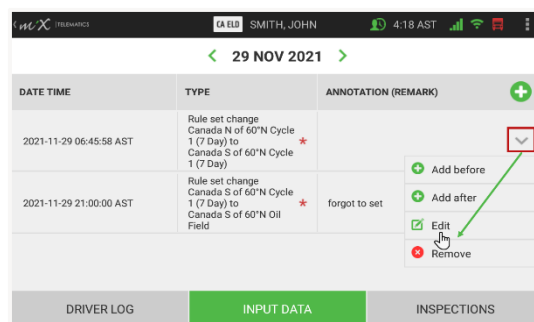 miX TELEMATICS CA ELD SMITH, JOHN 4:18 AST
29 NOV 2021
DATE TIME TYPE ANNOTATION (REMARK)
Rule set change
Canada N of 60°N Cycle
2021-11-29 06:45:58 AST 1 (7 Day) to *
Canada S of 60°N Cycle
1 (7 Day)
Add before
Rule set change
Canada S of 60°N Cycle
2021-11-29 21:00:00 AST 1 (7 Day) to * forgot to set Add after
Canada S of 60°N Oil
Field
Edit
Remove
DRIVER LOG INPUT DATA INSPECTIONS